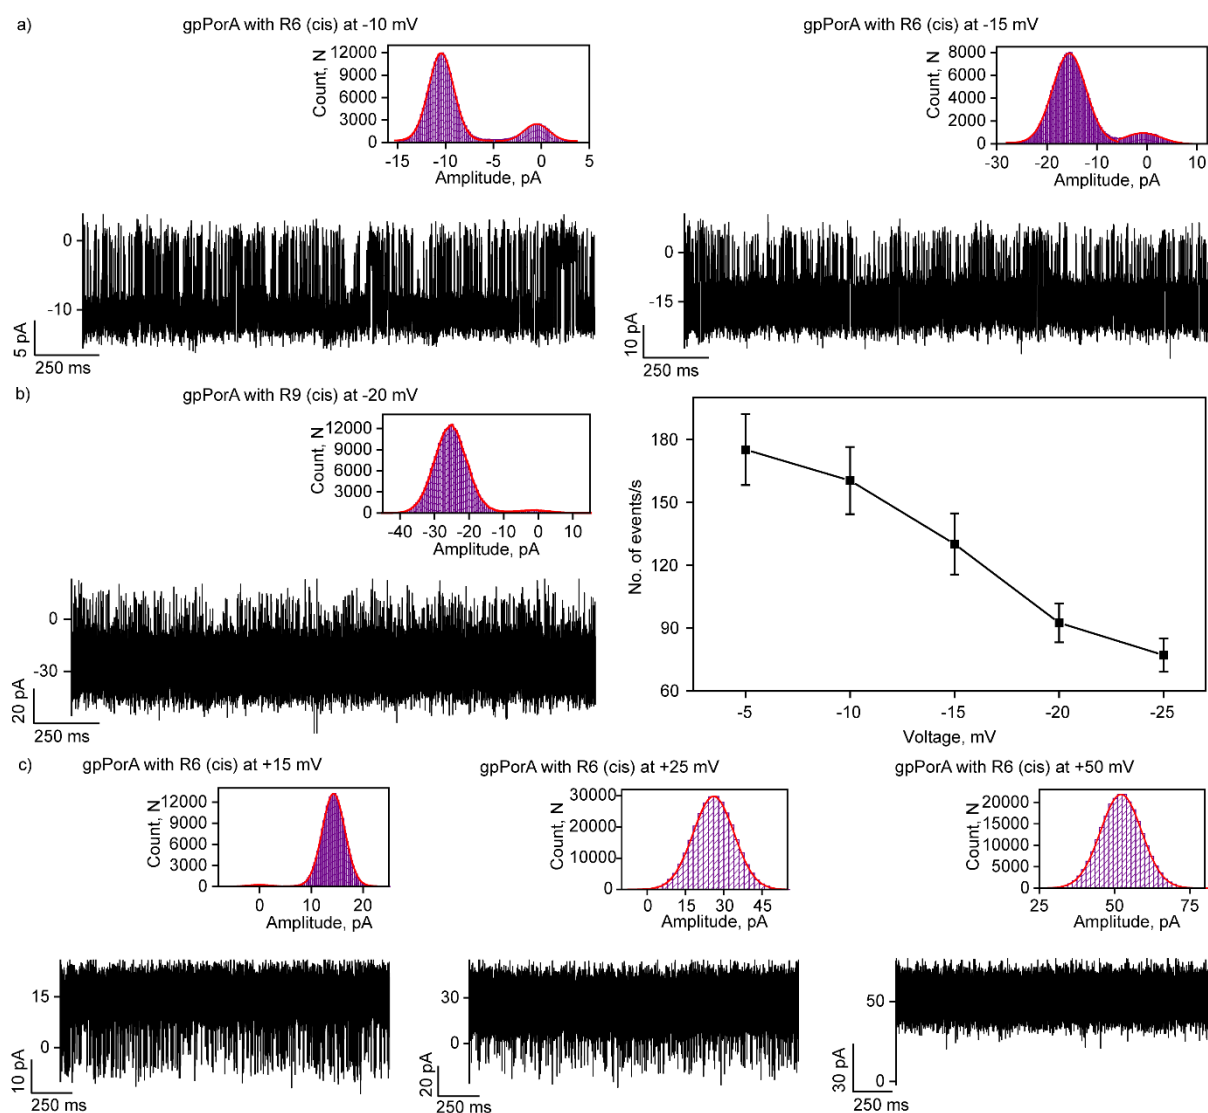 a)
gpPorA with R6 (cis) at -10 mV
Count, N
12000
9000
6000
3000
0
-15 -10 -5 0 5
Amplitude, pA
0
-10
5 pA
250 ms
gpPorA with R6 (cis) at -15 mV
Count, N
8000
6000
4000
2000
0
-30 -20 -10 0 10
Amplitude, pA
0
-15
10 pA
250 ms
b)
gpPorA with R9 (cis) at -20 mV
Count, N
12000
9000
6000
3000
0
-40 -30 -20 -10 0 10
Amplitude, pA
0
-30
20 pA
250 ms
No. of events/s
180
150
120
90
60
-5 -10 -15 -20 -25
Voltage, mV
c)
gpPorA with R6 (cis) at +15 mV
Count, N
12000
9000
6000
3000
0
0 10 20
Amplitude, pA
15
0
10 pA
250 ms
gpPorA with R6 (cis) at +25 mV
Count, N
30000
20000
10000
0
0 15 30 45
Amplitude, pA
30
0
20 pA
250 ms
gpPorA with R6 (cis) at +50 mV
Count, N
20000
15000
10000
5000
0
25 50 75
Amplitude, pA
50
0
30 pA
250 ms